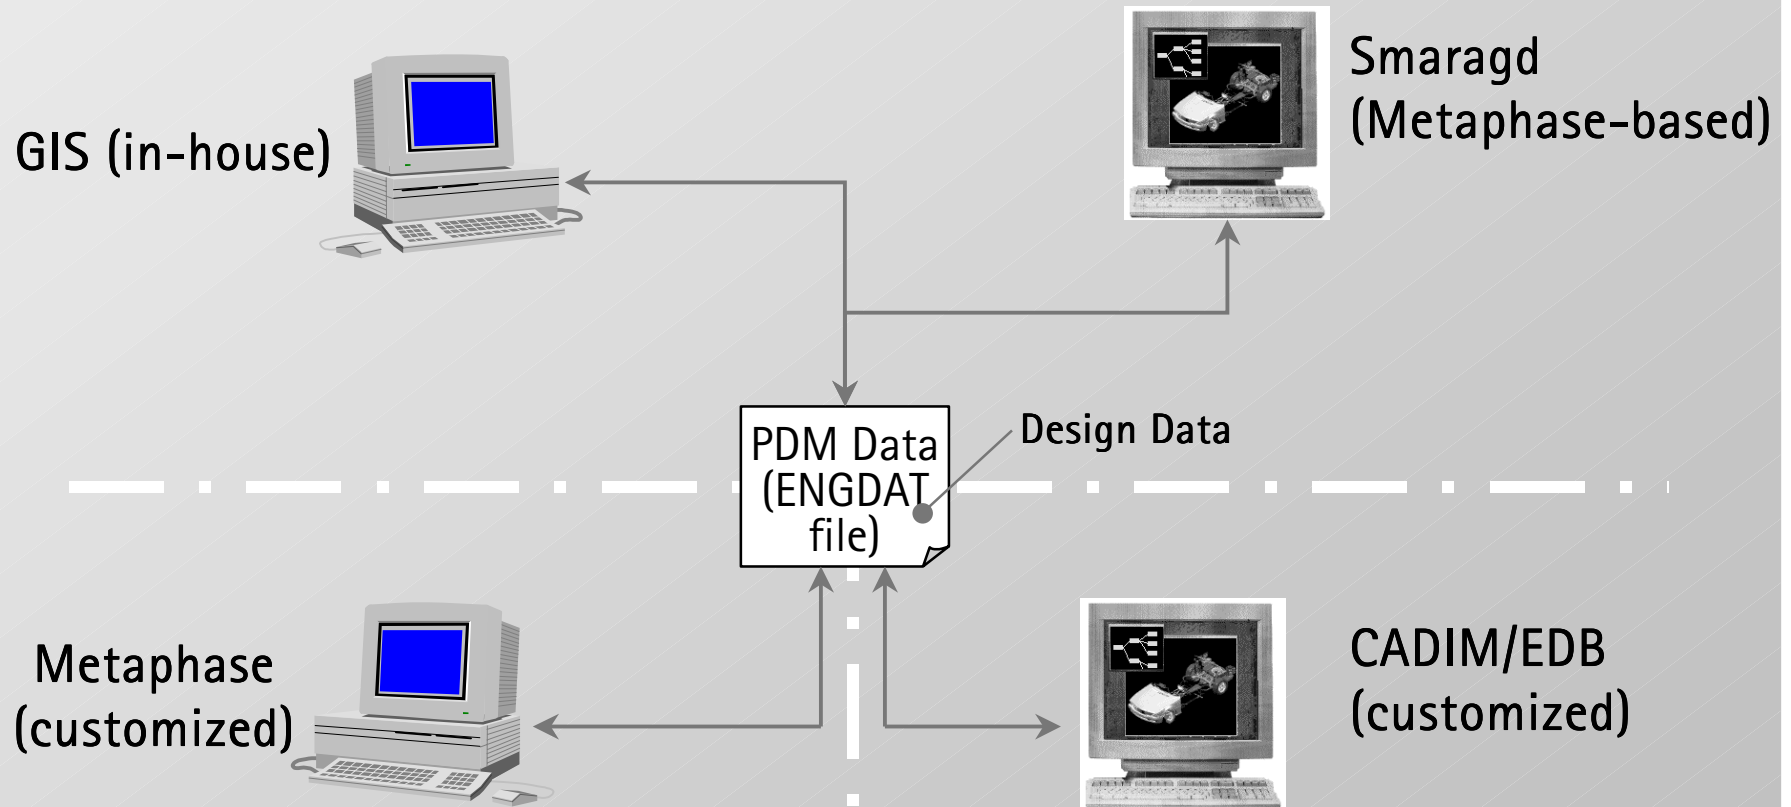 Smaragd
(Metaphase-based)
GIS (in-house)
PDM Data
(ENGDAT
file)
Design Data
Metaphase
(customized)
CADIM/EDB
(customized)